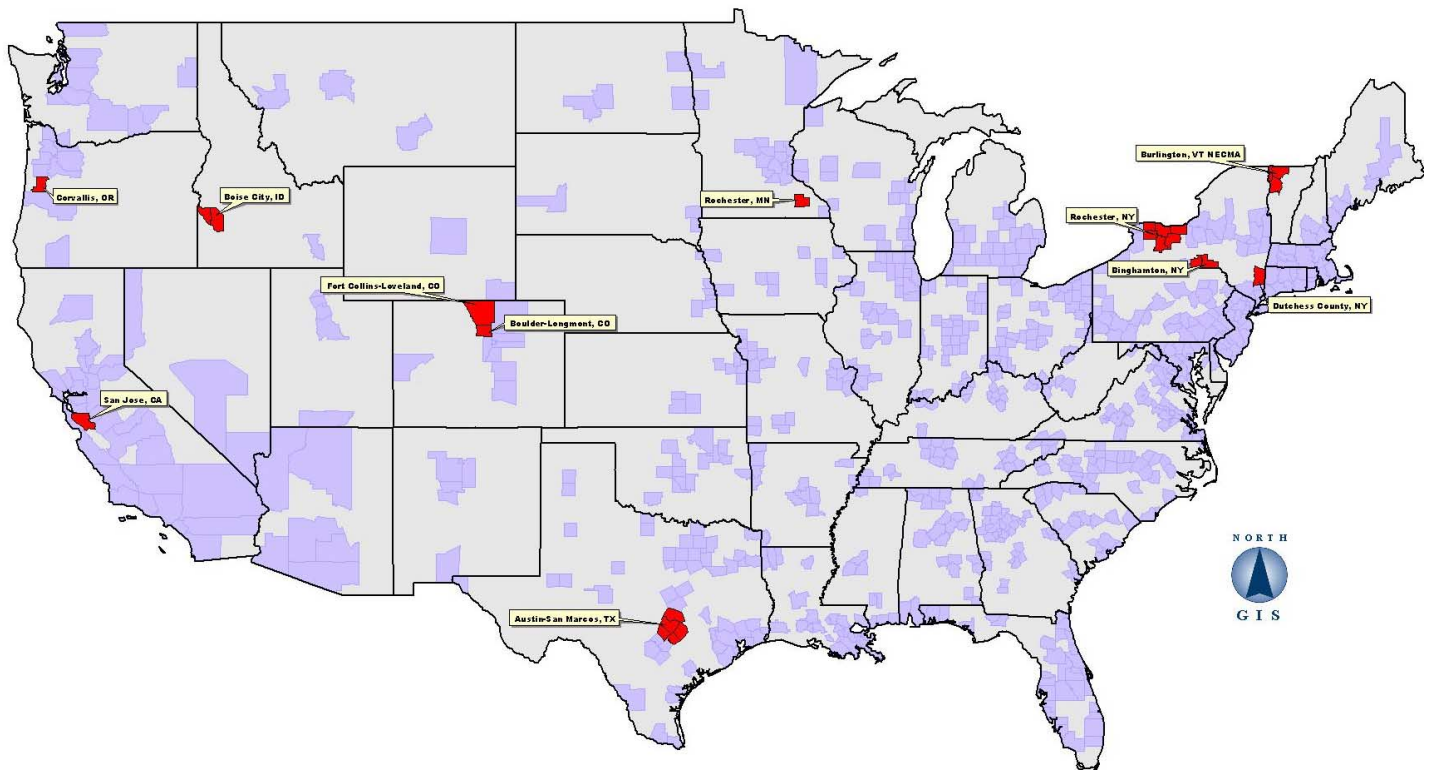 Burlington, VT NECMA
Corvallis, OR
Boise City, ID
Rochester, MN
Rochester, NY
Binghamton, NY
Fort Collins-Loveland, CO
Dutchess County, NY
Boulder-Longmont, CO
San Jose, CA
Austin-San Marcos, TX
NORTH
GIS